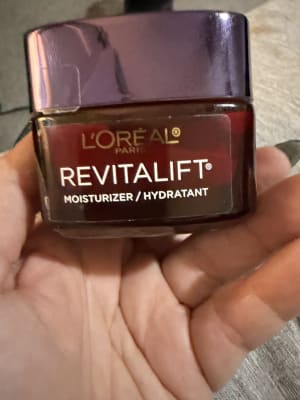 L'ORÉAL®
PARIS
REVITALIFT®
MOISTURIZER / HYDRATANT